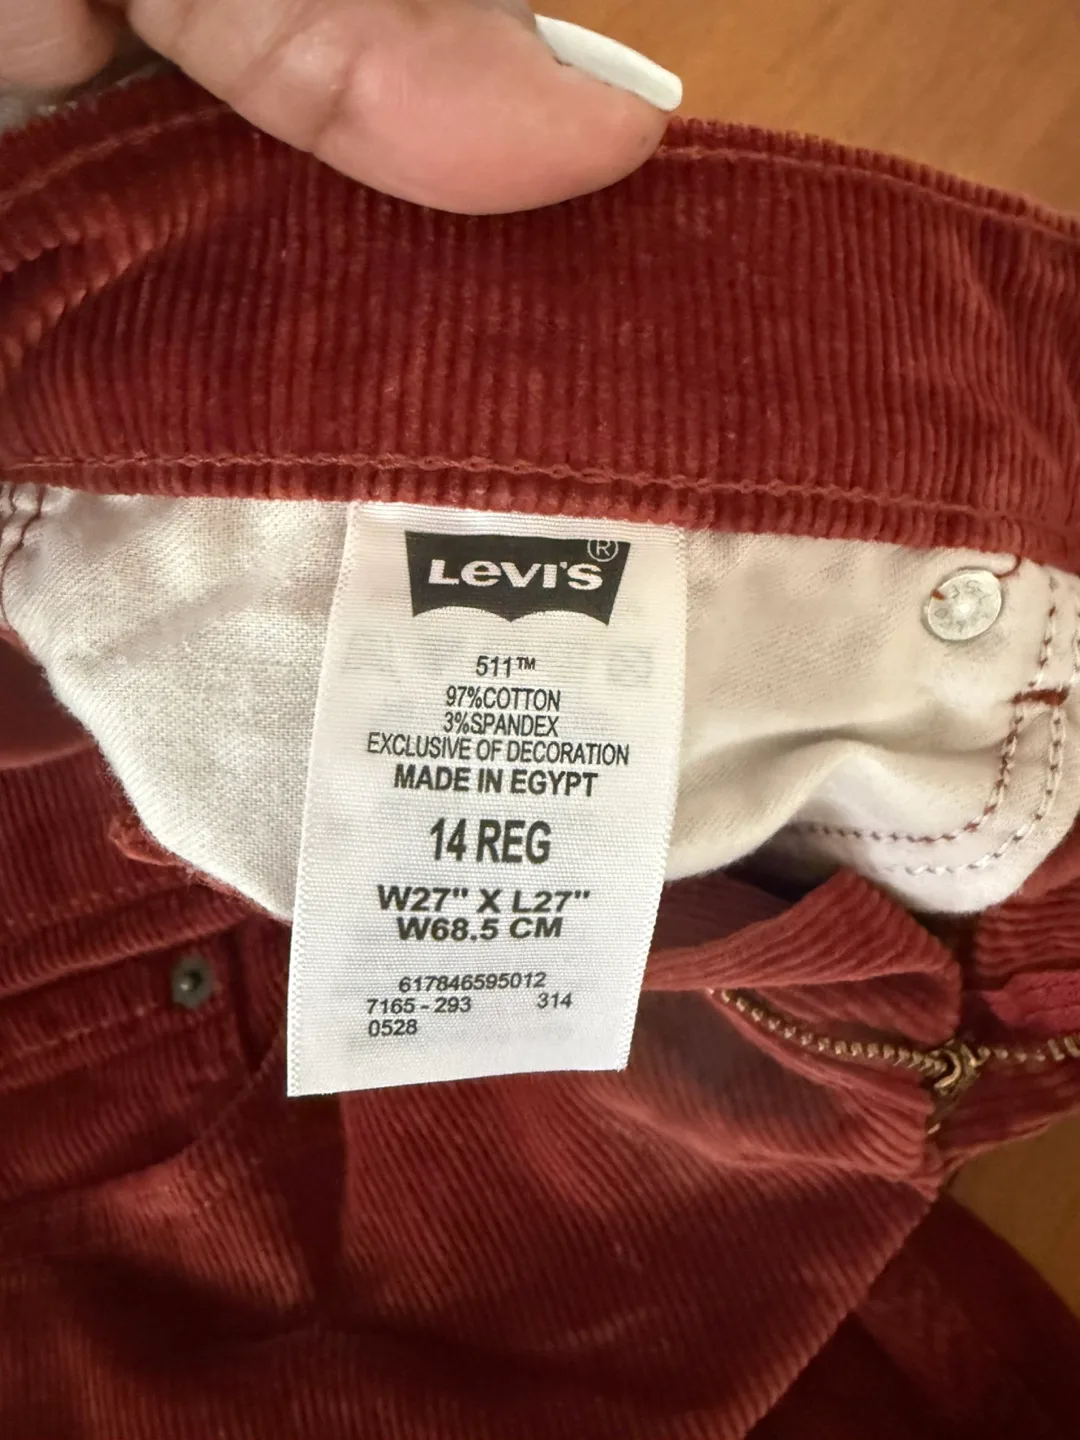 LEVI'S®
511™
97%COTTON
3%SPANDEX
EXCLUSIVE OF DECORATION
MADE IN EGYPT
14 REG
W27" X L27"
W68.5 CM
617846595012
7165 - 293 314
0528